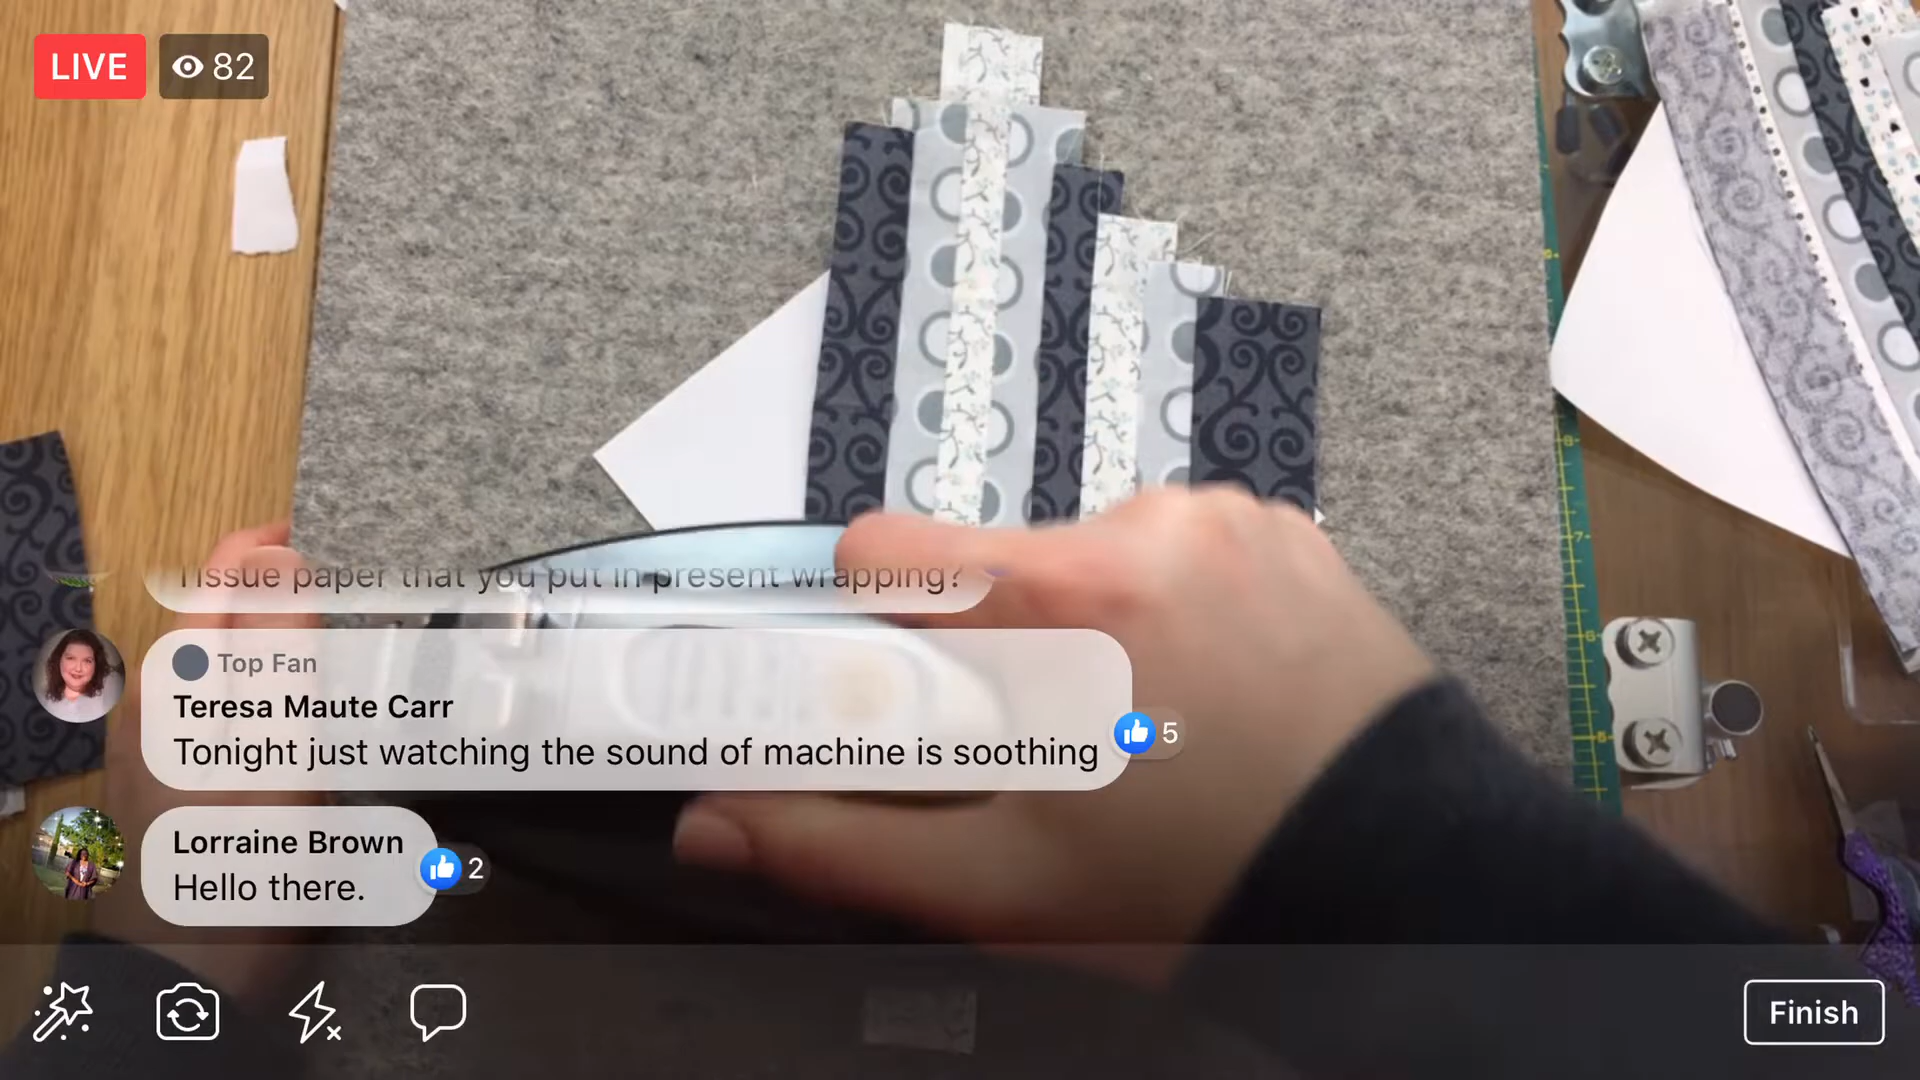 LIVE
82
Tissue paper that you put in present wrapping?
Top Fan
Teresa Maute Carr
Tonight just watching the sound of machine is soothing
5
Lorraine Brown
Hello there.
2
Finish